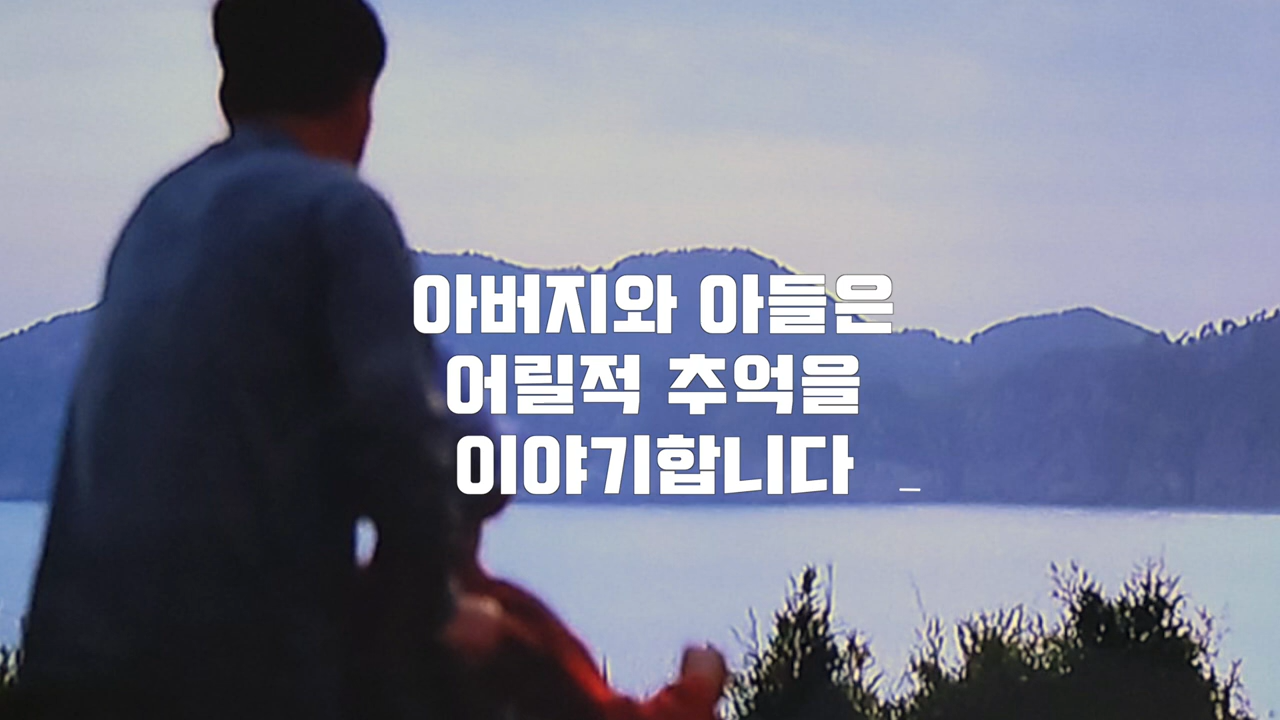 아버지와 아들은
어릴적 추억을
이야기합니다 _